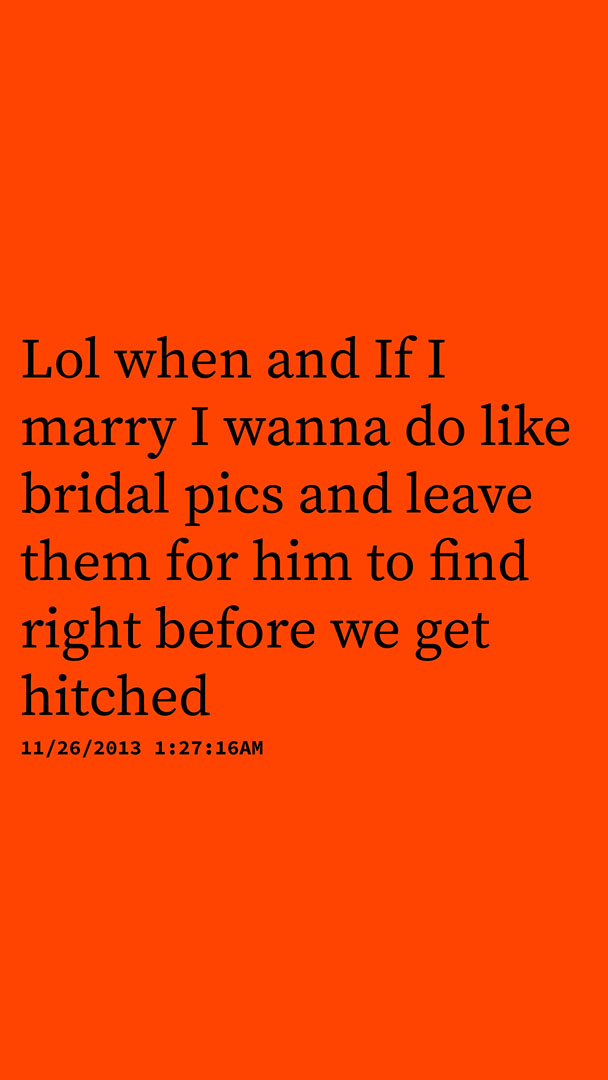 Lol when and If I
marry I wanna do like
bridal pics and leave
them for him to find
right before we get
hitched
11/26/2013 1:27:16AM